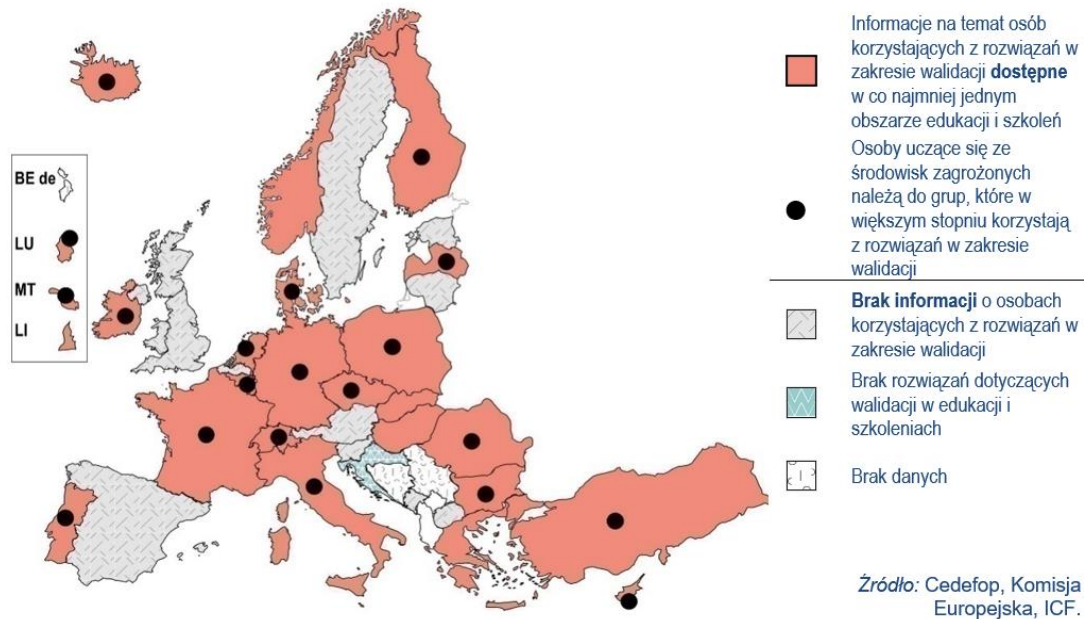 BE de
LU
MT
LI
Informacje na temat osób
korzystających z rozwiązań w
zakresie walidacji dostępne
w co najmniej jednym
obszarze edukacji i szkoleń
Osoby uczące się ze
środowisk zagrożonych
należą do grup, które w
większym stopniu korzystają
z rozwiązań w zakresie
walidacji
Brak informacji o osobach
korzystających z rozwiązań w
zakresie walidacji
Brak rozwiązań dotyczących
walidacji w edukacji i
szkoleniach
Brak danych
Źródło: Cedefop, Komisja
Europejska, ICF.